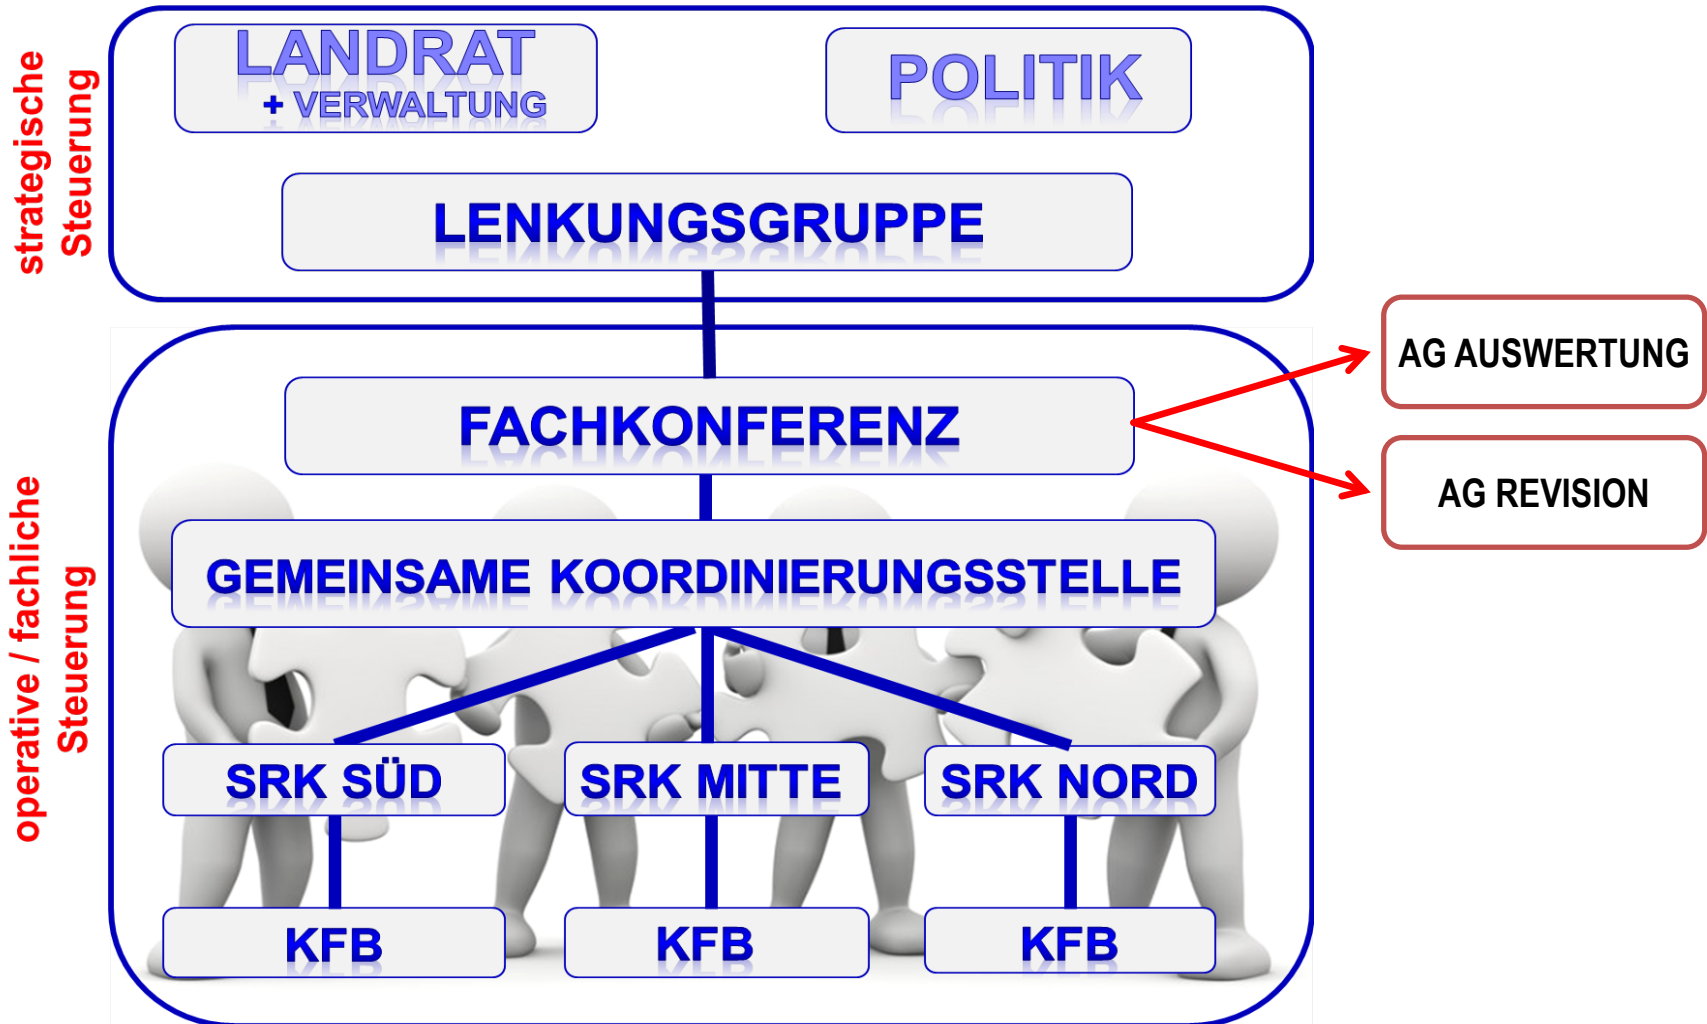 strategische
Steuerung
LANDRAT
+ VERWALTUNG
POLITIK
LENKUNGSGRUPPE
operative / fachliche
Steuerung
FACHKONFERENZ
AG AUSWERTUNG
AG REVISION
GEMEINSAME KOORDINIERUNGSSTELLE
SRK SÜD
SRK MITTE
SRK NORD
KFB
KFB
KFB